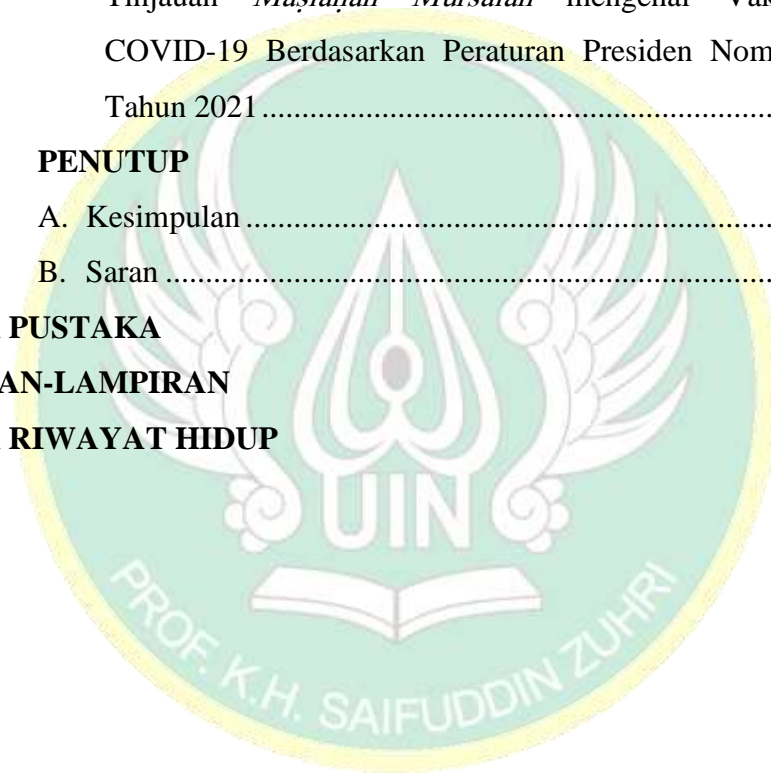 Tinjauan Maṣlaḥah Mursalah mengenai Vak
COVID-19 Berdasarkan Peraturan Presiden Nom
Tahun 2021
PENUTUP
A. Kesimpulan
B. Saran
PUSTAKA
AN-LAMPIRAN
RIWAYAT HIDUP
UIN
PROF. K.H. SAIFUDDIN ZUHRI